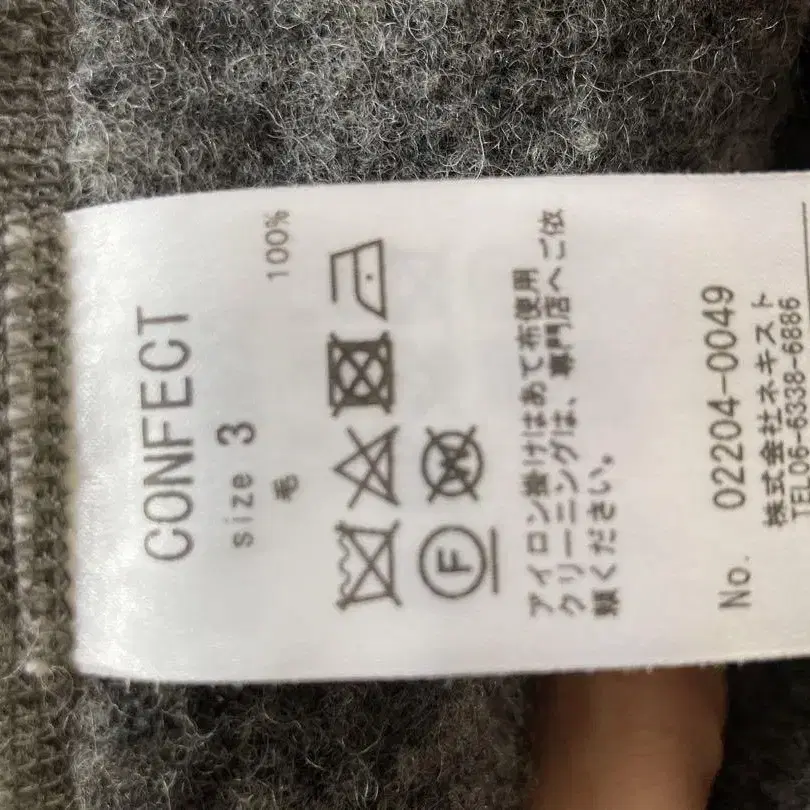 CONFECT
size 3
毛 100%
F
W
アイロン掛けはあて布使用
クリーニングは、専門店へご依
頼ください。
No. 02204-0049
株式会社ネキスト
TEL06-6338-6886